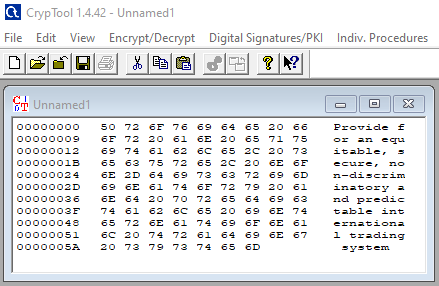 CrypTool 1.4.42 - Unnamed1
File Edit View Encrypt/Decrypt Digital Signatures/PKI Indiv. Procedures
Unnamed1
00000000 50 72 6F 76 69 64 65 20 66 Provide f
00000009 6F 72 20 61 6E 20 65 71 75 or an equ
00000012 69 74 61 62 6C 65 2C 20 73 itable, s
0000001B 65 63 75 72 65 2C 20 6E 6F ecure, no
00000024 6E 2D 64 69 73 63 72 69 6D n-discrim
0000002D 69 6E 61 74 6F 72 79 20 61 inatory a
00000036 6E 64 20 70 72 65 64 69 63 nd predic
0000003F 74 61 62 6C 65 20 69 6E 74 table int
00000048 65 72 6E 61 74 69 6F 6E 61 ernationa
00000051 6C 20 74 72 61 64 69 6E 67 l trading
0000005A 20 73 79 73 74 65 6D system